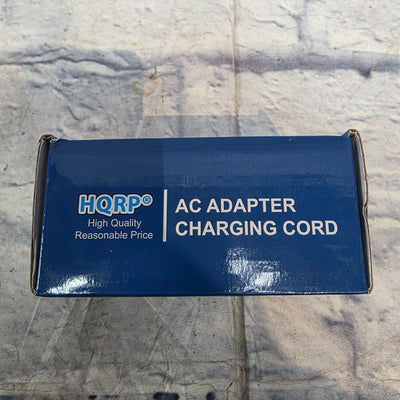 HQRP®
High Quality
Reasonable Price
AC ADAPTER
CHARGING CORD